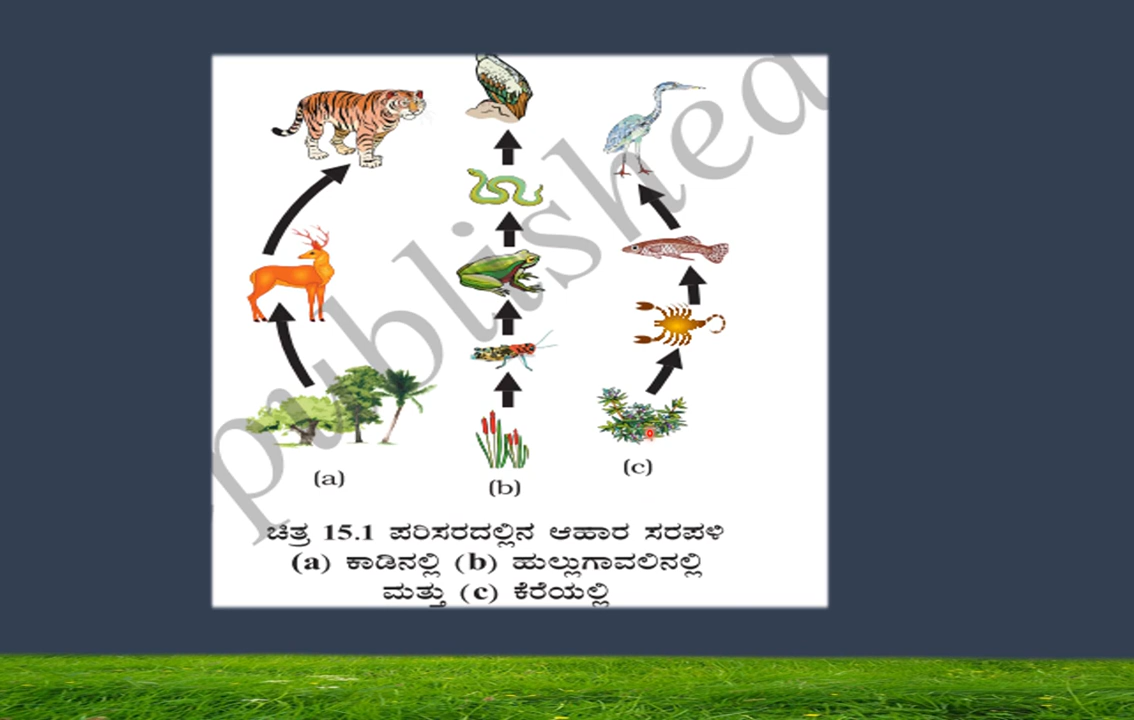 published
(a)
(b)
(c)
ಚಿತ್ರ 15.1 ಪರಿಸರದಲ್ಲಿನ ಆಹಾರ ಸರಪಳಿ
(a) ಕಾಡಿನಲ್ಲಿ (b) ಹುಲ್ಲುಗಾವಲಿನಲ್ಲಿ
ಮತ್ತು (c) ಕೆರೆಯಲ್ಲಿ